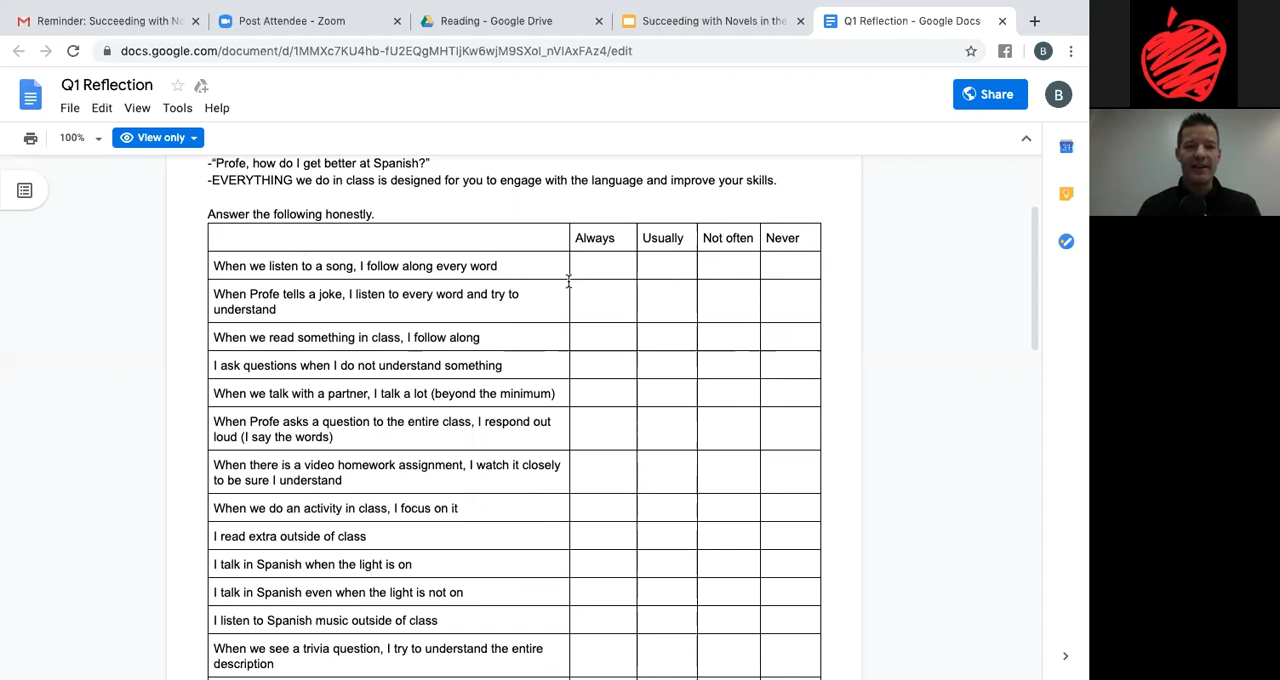 Reminder: Succeeding with No
Post Attendee - Zoom
Reading - Google Drive
Succeeding with Novels in the
Q1 Reflection - Google Docs
docs.google.com/document/d/1MMXc7KU4hb-fU2EQgMHTIjKw6wjM9SXol_nVlAxFAz4/edit
B
Q1 Reflection
File Edit View Tools Help
Share
B
100%
View only
31
-“Profe, how do I get better at Spanish?”
-EVERYTHING we do in class is designed for you to engage with the language and improve your skills.
Answer the following honestly.
Always Usually Not often Never
When we listen to a song, I follow along every word
When Profe tells a joke, I listen to every word and try to
understand
When we read something in class, I follow along
I ask questions when I do not understand something
When we talk with a partner, I talk a lot (beyond the minimum)
When Profe asks a question to the entire class, I respond out
loud (I say the words)
When there is a video homework assignment, I watch it closely
to be sure I understand
When we do an activity in class, I focus on it
I read extra outside of class
I talk in Spanish when the light is on
I talk in Spanish even when the light is not on
I listen to Spanish music outside of class
When we see a trivia question, I try to understand the entire
description